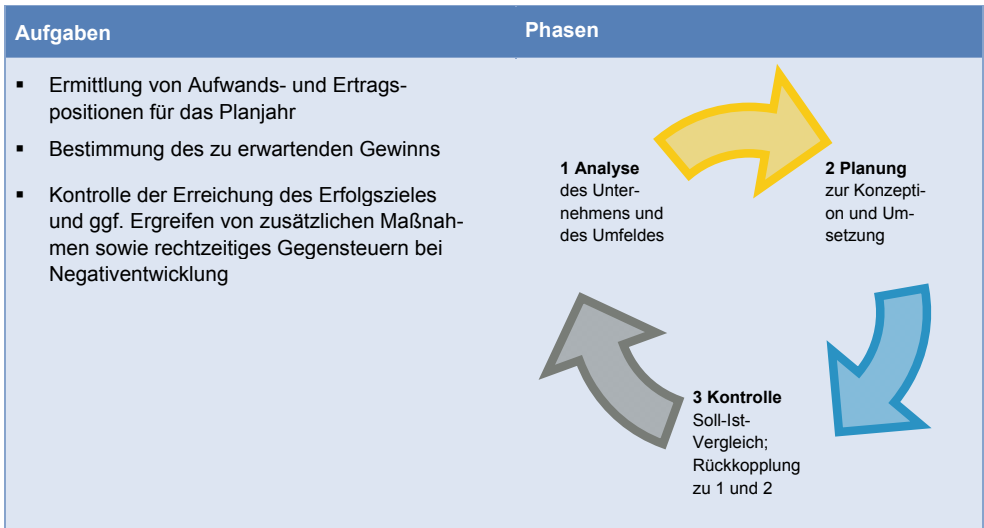 Aufgaben
Phasen
▪ Ermittlung von Aufwands- und Ertrags-
positionen für das Planjahr
▪ Bestimmung des zu erwartenden Gewinns
▪ Kontrolle der Erreichung des Erfolgszieles
und ggf. Ergreifen von zusätzlichen Maßnah-
men sowie rechtzeitiges Gegensteuern bei
Negativentwicklung
1 Analyse
des Unter-
nehmens und
des Umfeldes
2 Planung
zur Konzepti-
on und Um-
setzung
3 Kontrolle
Soll-Ist-
Vergleich;
Rückkopplung
zu 1 und 2